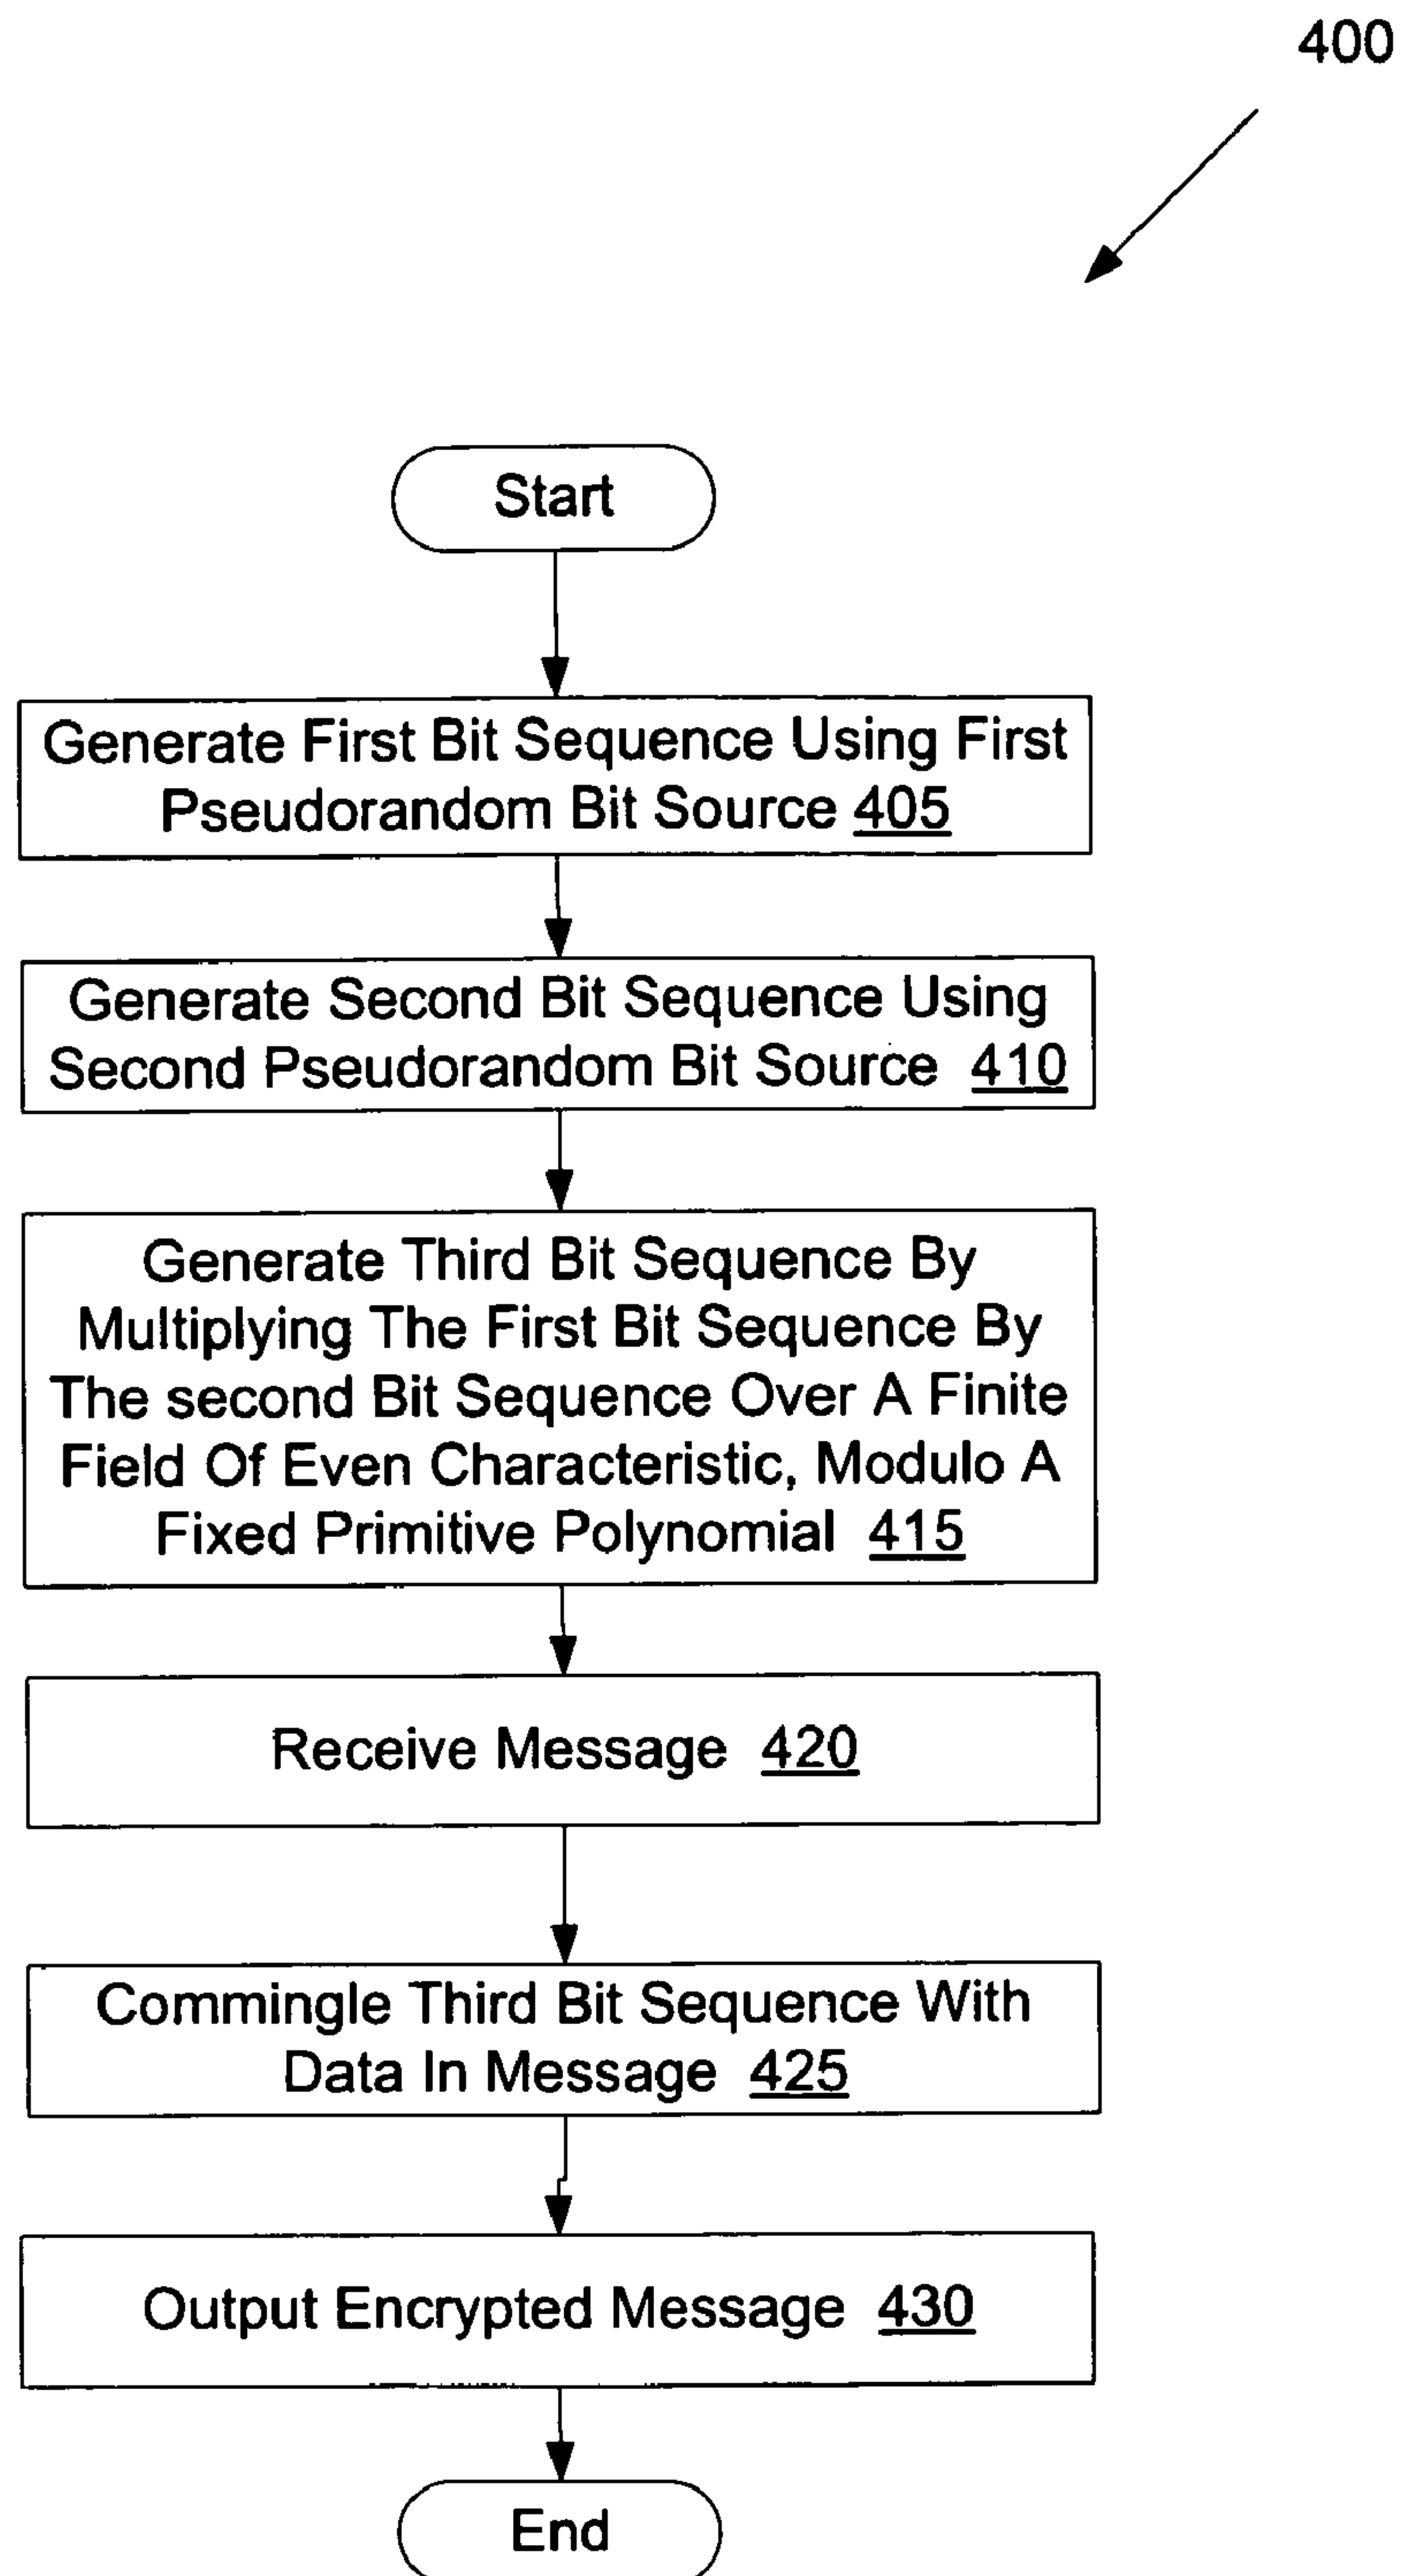 400
Start
Generate First Bit Sequence Using First
Pseudorandom Bit Source 405
Generate Second Bit Sequence Using
Second Pseudorandom Bit Source 410
Generate Third Bit Sequence By
Multiplying The First Bit Sequence By
The second Bit Sequence Over A Finite
Field Of Even Characteristic, Modulo A
Fixed Primitive Polynomial 415
Receive Message 420
Commingle Third Bit Sequence With
Data In Message 425
Output Encrypted Message 430
End